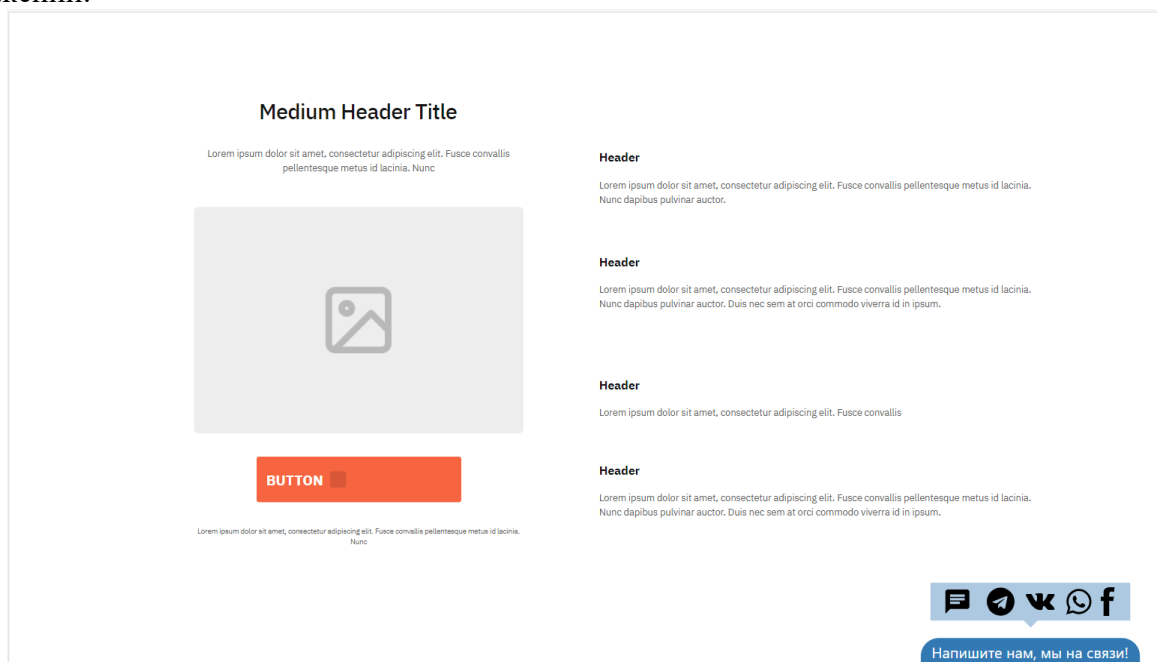 Medium Header Title
Lorem ipsum dolor sit amet, consectetur adipiscing elit. Fusce convallis
pellentesque metus id lacinia. Nunc
BUTTON
Lorem ipsum dolor sit amet, consectetur adipiscing elit. Fusce convallis pellentesque metus id lacinia.
Nunc
Header
Lorem ipsum dolor sit amet, consectetur adipiscing elit. Fusce convallis pellentesque metus id lacinia.
Nunc dapibus pulvinar auctor.
Header
Lorem ipsum dolor sit amet, consectetur adipiscing elit. Fusce convallis pellentesque metus id lacinia.
Nunc dapibus pulvinar auctor. Duis nec sem at orci commodo viverra id in ipsum.
Header
Lorem ipsum dolor sit amet, consectetur adipiscing elit. Fusce convallis
Header
Lorem ipsum dolor sit amet, consectetur adipiscing elit. Fusce convallis pellentesque metus id lacinia.
Nunc dapibus pulvinar auctor. Duis nec sem at orci commodo viverra id in ipsum.
Напишите нам, мы на связи!